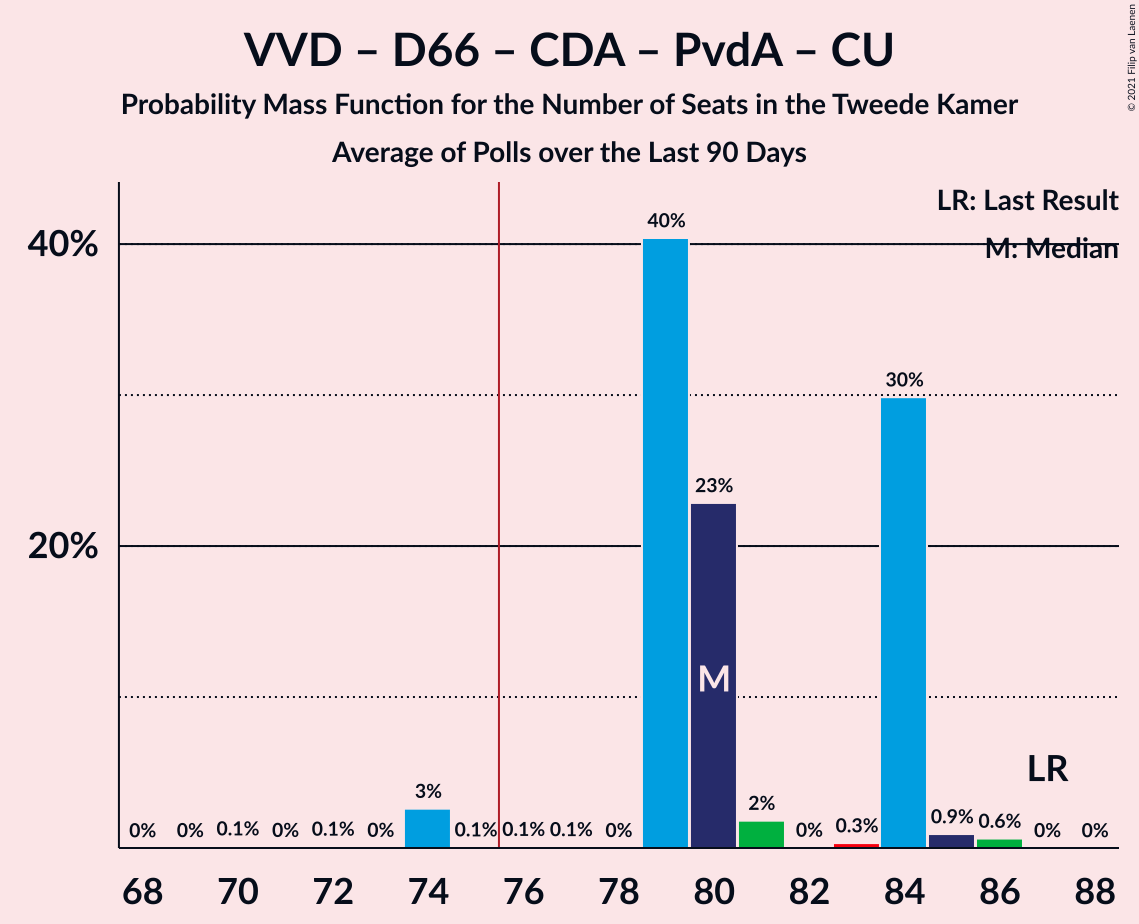 VVD – D66 – CDA – PvdA – CU
Probability Mass Function for the Number of Seats in the Tweede Kamer
Average of Polls over the Last 90 Days
© 2021 Filip van Laenen
LR: Last Result
M: Median
40%
20%
0% 0% 0.1% 0% 0.1% 0% 3% 0.1% 0.1% 0.1% 0% 40% 23% 2% 0% 0.3% 30% 0.9% 0.6% 0% 0%
M
LR
68 70 72 74 76 78 80 82 84 86 88